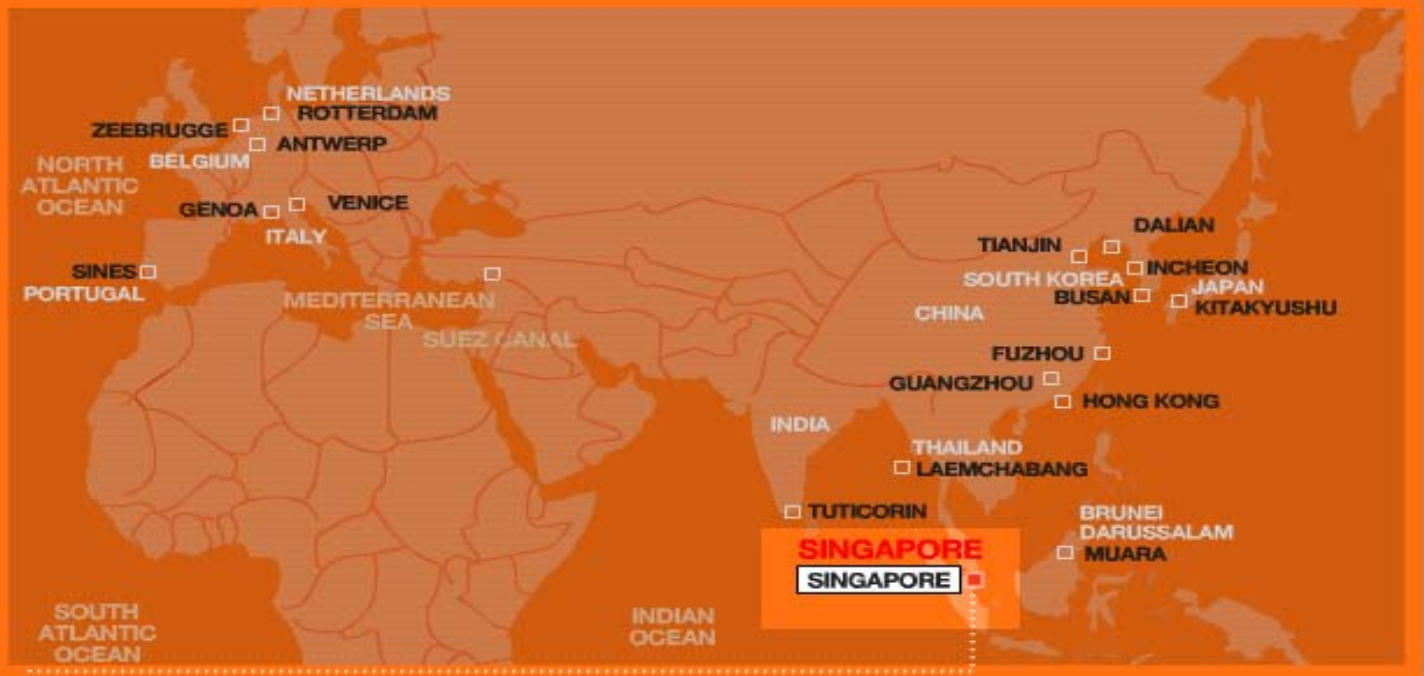 NETHERLANDS
ROTTERDAM
ZEEBRUGGE
ANTWERP
BELGIUM
NORTH
ATLANTIC
OCEAN
GENOA
VENICE
ITALY
SINES
PORTUGAL
MEDITERRANEAN
SEA
SUEZ CANAL
DALIAN
TIANJIN
INCHEON
SOUTH KOREA
JAPAN
BUSAN
KITAKYUSHU
CHINA
FUZHOU
GUANGZHOU
HONG KONG
INDIA
THAILAND
LAEMCHABANG
TUTICORIN
BRUNEI
DARUSSALAM
MUARA
SINGAPORE
SINGAPORE
SOUTH
ATLANTIC
OCEAN
INDIAN
OCEAN